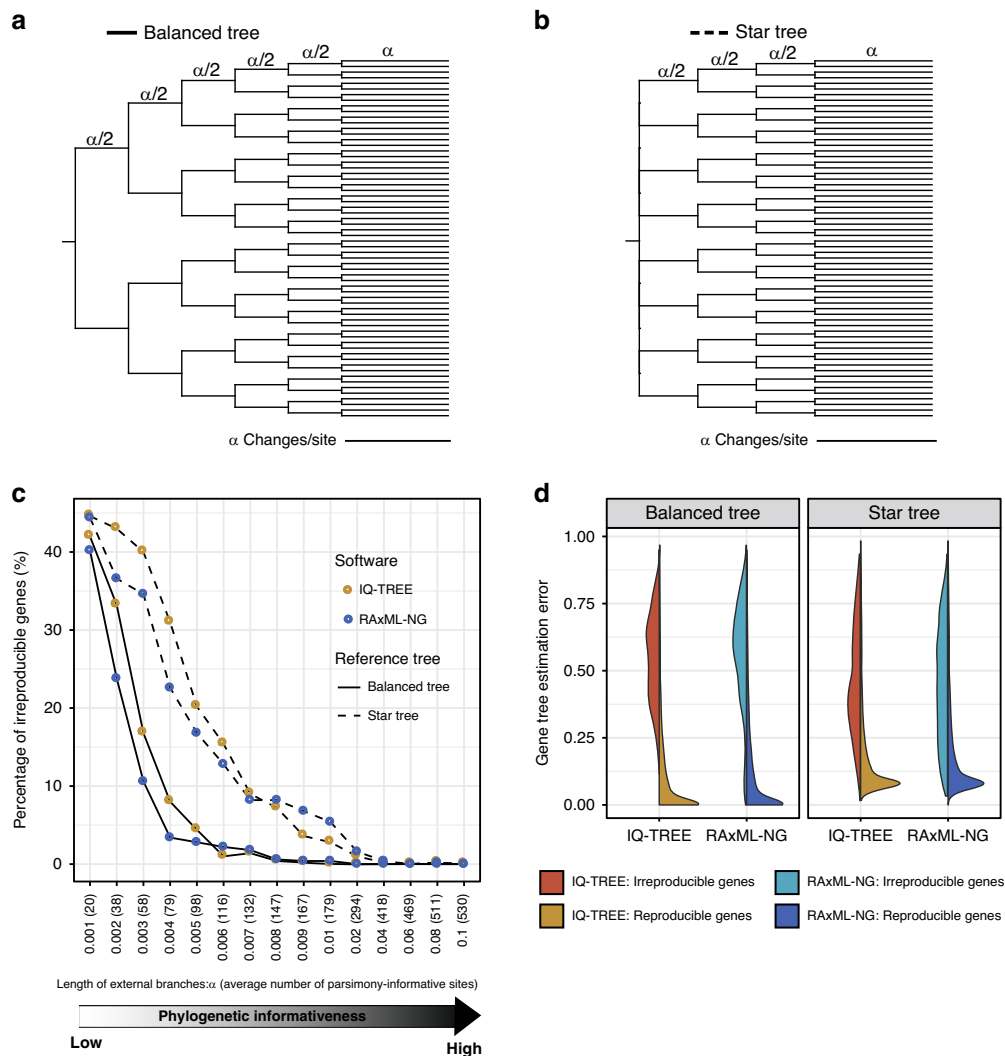 a
Balanced tree
α/2
α/2
α/2
α/2
α/2
α
α Changes/site
b
Star tree
α/2
α/2
α
α Changes/site
c
Percentage of irreproducible genes (%)
40
30
20
10
0
Software
IQ-TREE
RAxML-NG
Reference tree
Balanced tree
Star tree
0.001 (20)
0.002 (38)
0.003 (58)
0.004 (79)
0.005 (98)
0.006 (116)
0.007 (132)
0.008 (147)
0.009 (167)
0.01 (179)
0.02 (294)
0.04 (418)
0.06 (469)
0.08 (511)
0.1 (530)
Length of external branches:α (average number of parsimony-informative sites)
Phylogenetic informativeness
Low
High
d
Balanced tree
Star tree
Gene tree estimation error
1.00
0.75
0.50
0.25
0.00
IQ-TREE
RAxML-NG
IQ-TREE
RAxML-NG
IQ-TREE: Irreproducible genes
RAxML-NG: Irreproducible genes
IQ-TREE: Reproducible genes
RAxML-NG: Reproducible genes